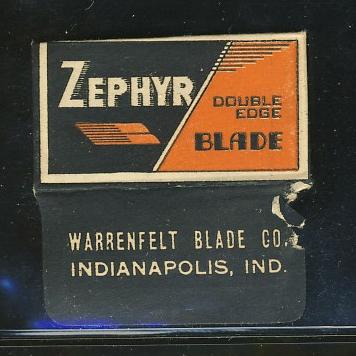 ZEPHYR
DOUBLE
EDGE
BLADE
WARRENFELT BLADE CO.
INDIANAPOLIS, IND.